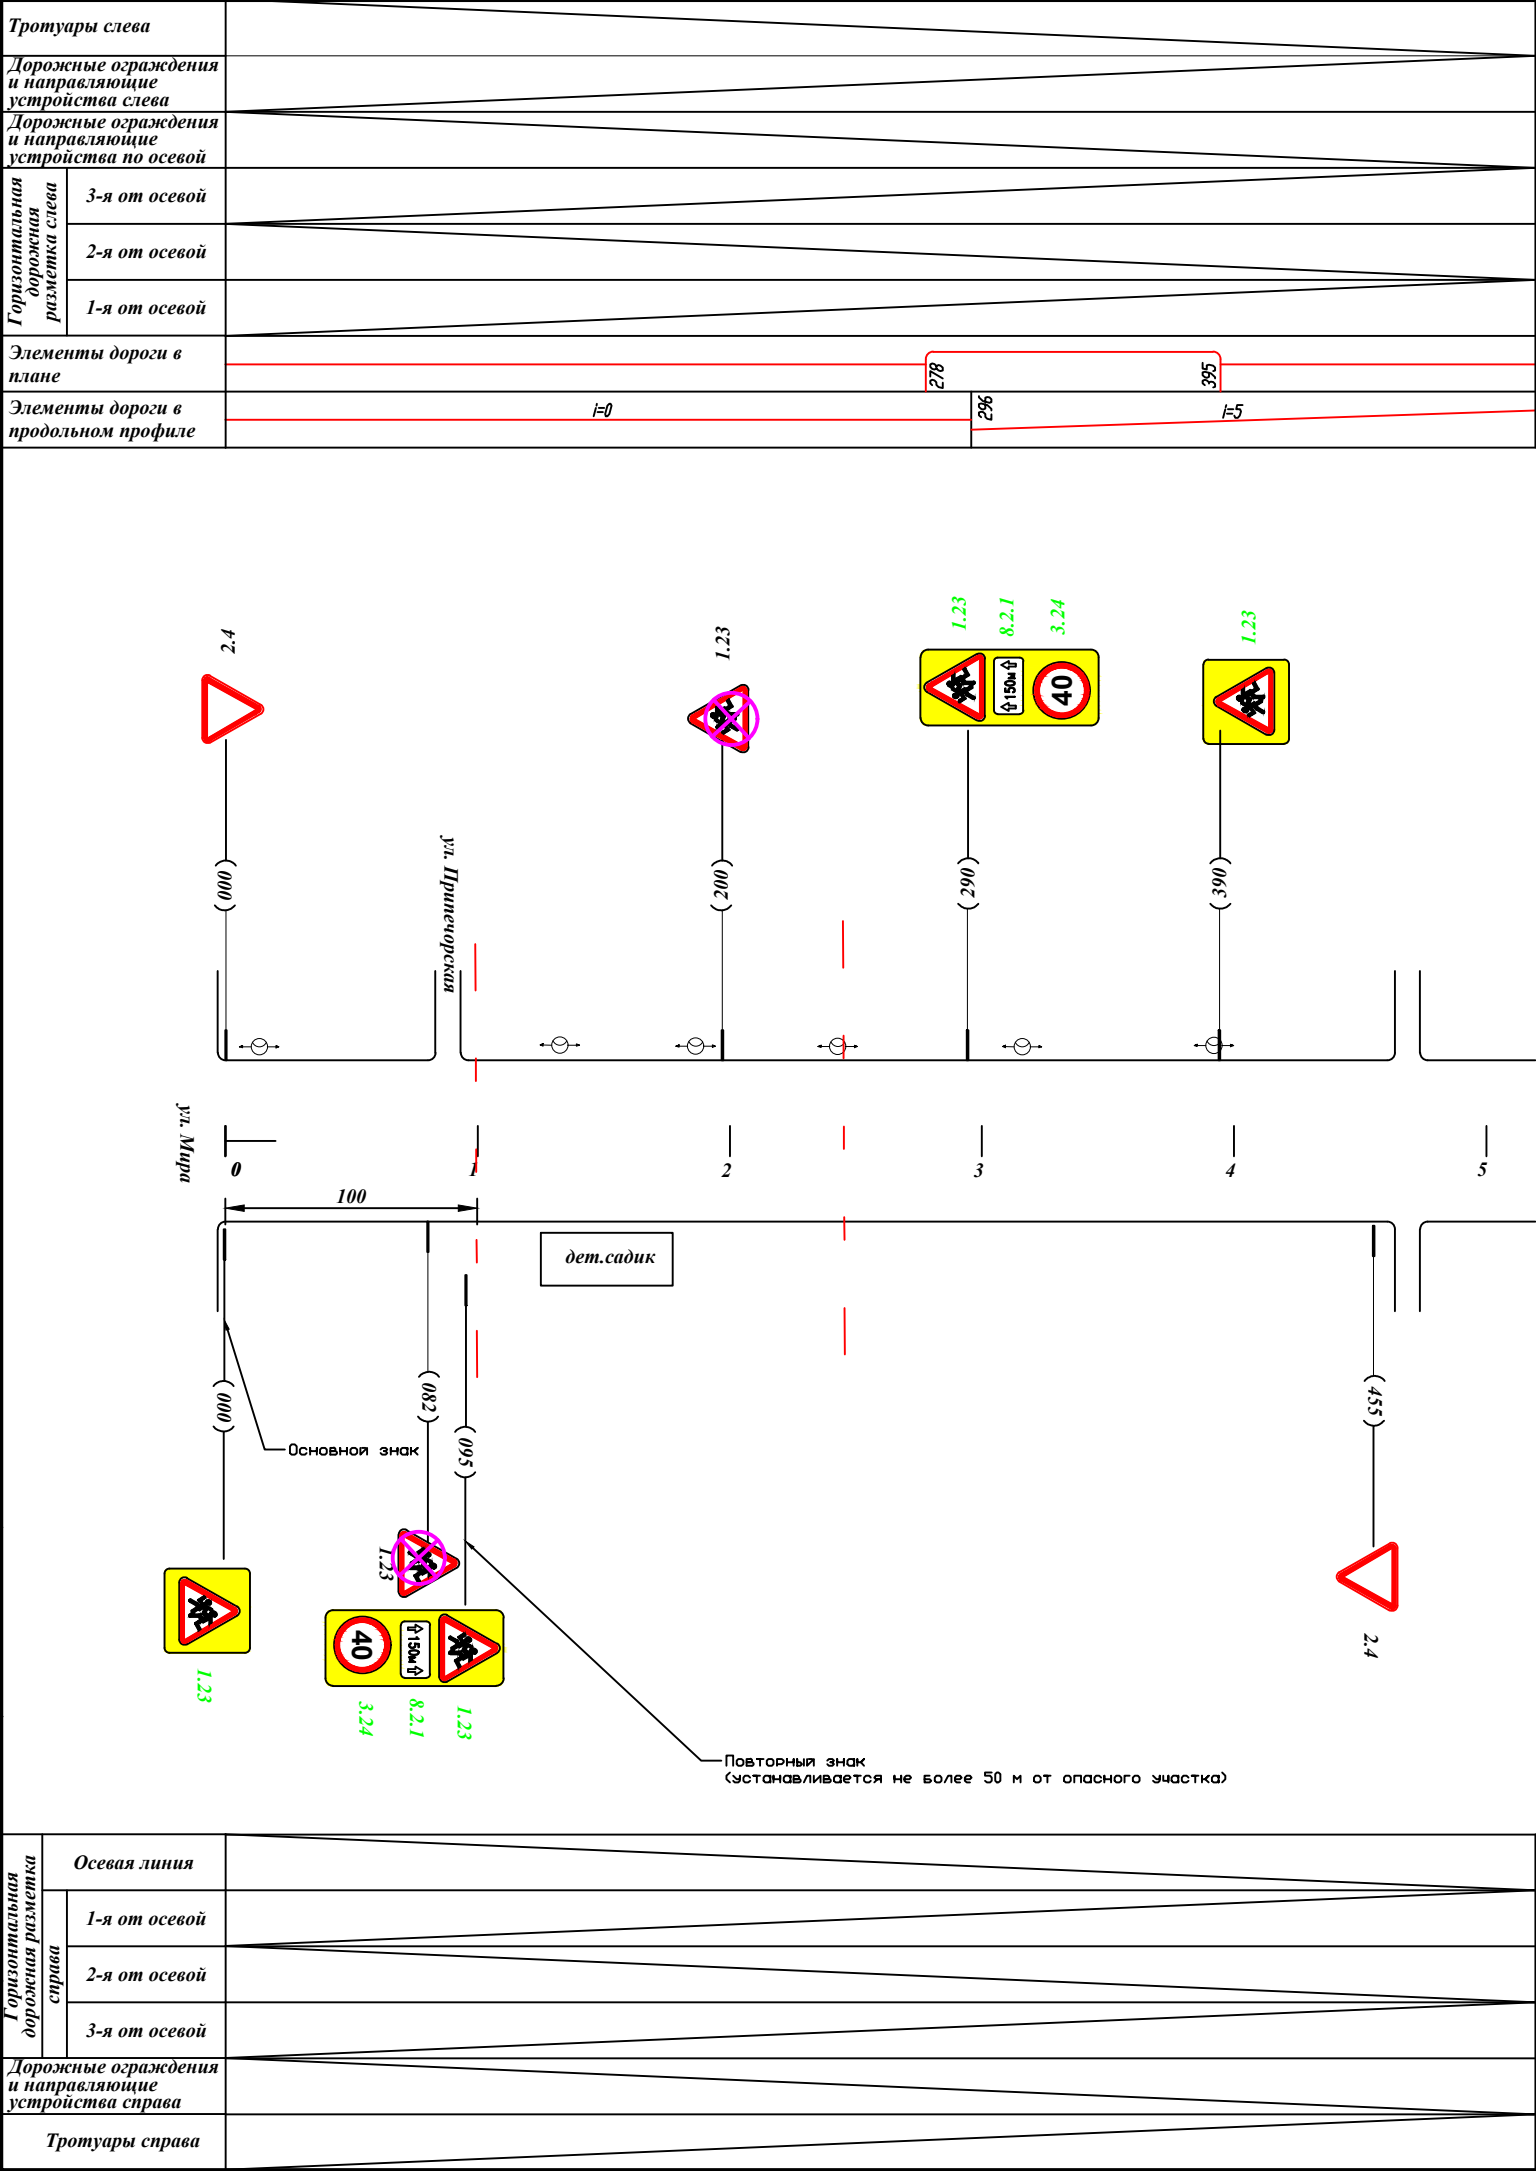 Тротуары слева
Дорожные ограждения
и направляющие
устройства слева
Дорожные ограждения
и направляющие
устройства по осевой
Горизонтальная
дорожная
разметка слева
3-я от осевой
2-я от осевой
1-я от осевой
Элементы дороги в
плане
278
395
Элементы дороги в
продольном профиле
i=0
296
i=5
2.4
1.23
1.23
8.2.1
3.24
1.23
150м
40
(000)
ул. Припечорская
(200)
(290)
(390)
ул. Мира
0
1
2
3
4
5
100
дет.садик
(000)
(082)
(095)
(455)
Основной знак
1.23
40
150м
1.23
3.24
8.2.1
1.23
2.4
Повторный знак
(устанавливается не более 50 м от опасного участка)
Горизонтальная
дорожная разметка
справа
Осевая линия
1-я от осевой
2-я от осевой
3-я от осевой
Дорожные ограждения
и направляющие
устройства справа
Тротуары справа